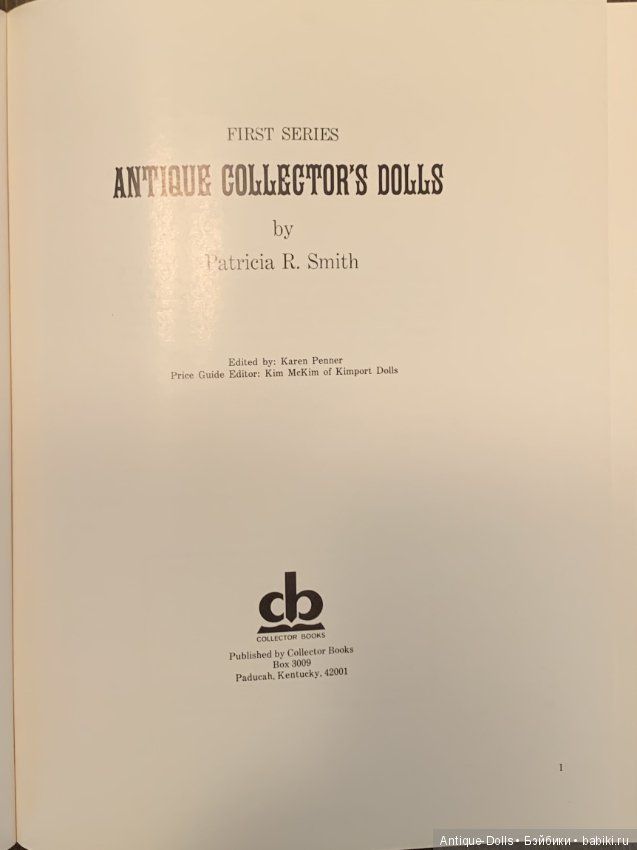 FIRST SERIES
ANTIQUE COLLECTOR'S DOLLS
by
Patricia R. Smith
Edited by: Karen Penner
Price Guide Editor: Kim McKim of Kimport Dolls
cb
COLLECTOR BOOKS
Published by Collector Books
Box 3009
Paducah, Kentucky, 42001
1
Antique-Dolls • Бэйбики • babiki.ru